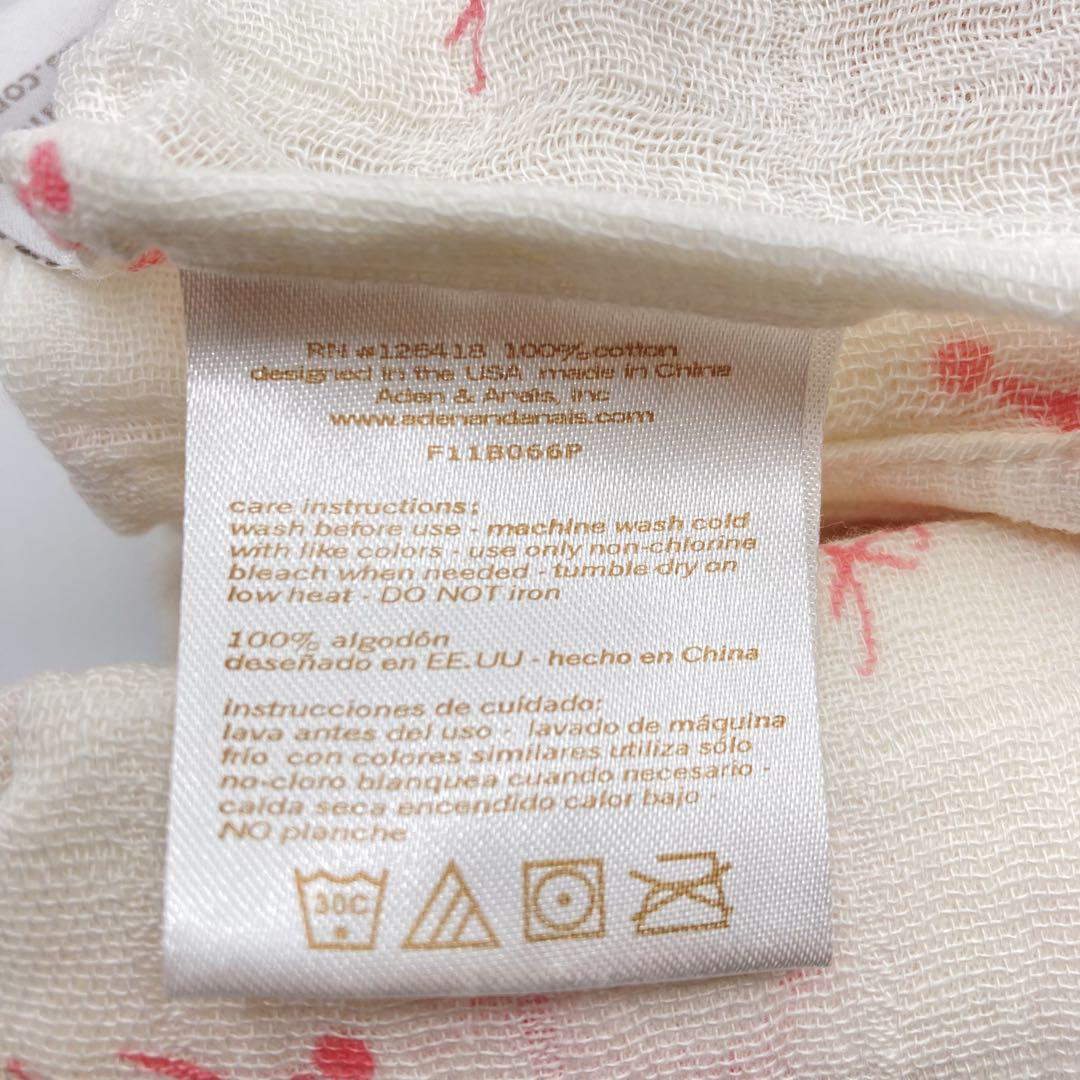 RN #126418 100% cotton
designed in the USA made in China
Aden & Anais, Inc
www.adenandanais.com
F11B066P
care instructions:
wash before use - machine wash cold
with like colors - use only non-chlorine
bleach when needed - tumble dry on
low heat - DO NOT iron
100% algodón
deseñado en EE.UU - hecho en China
instrucciones de cuídado:
lava antes del uso - lavado de máquina
frío con colores similares utiliza sólo
no-cloro blanquea cuando necesario -
caída seca encendido calor bajo -
NO planche
30C